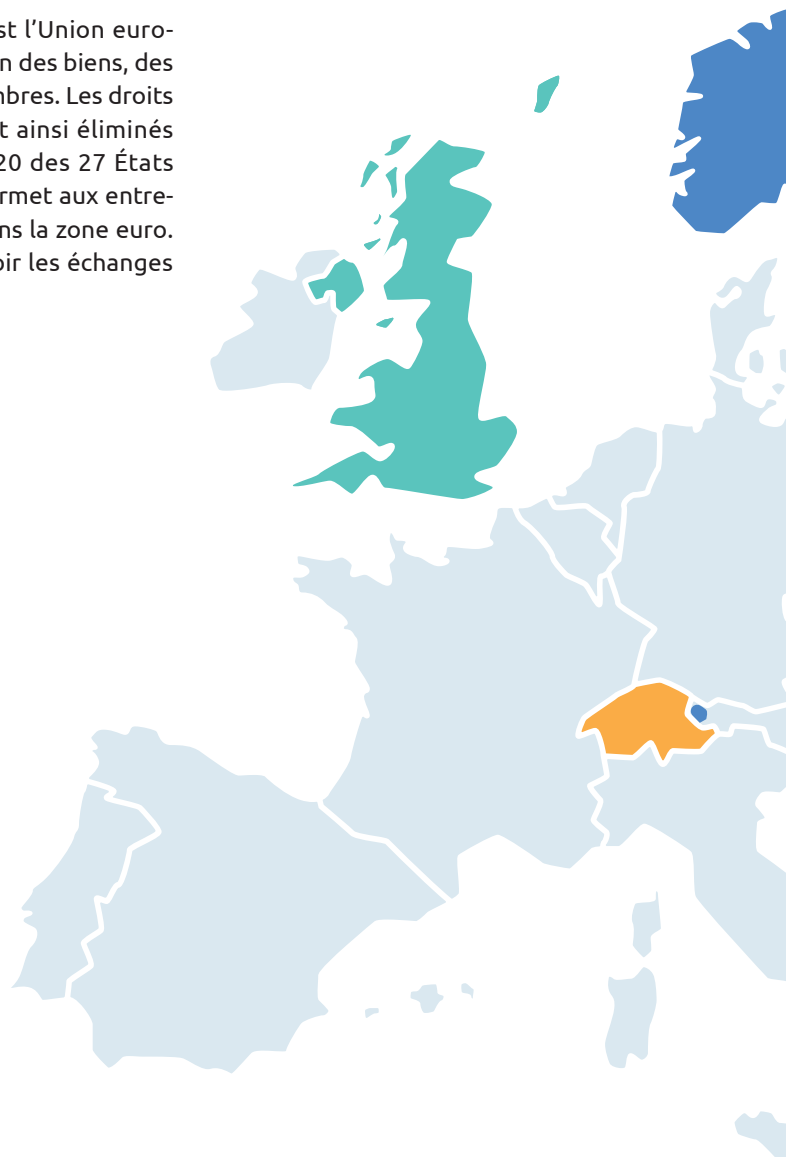 st l’Union euro-
n des biens, des
nbres. Les droits
t ainsi éliminés
20 des 27 États
rmet aux entre-
ns la zone euro.
oir les échanges